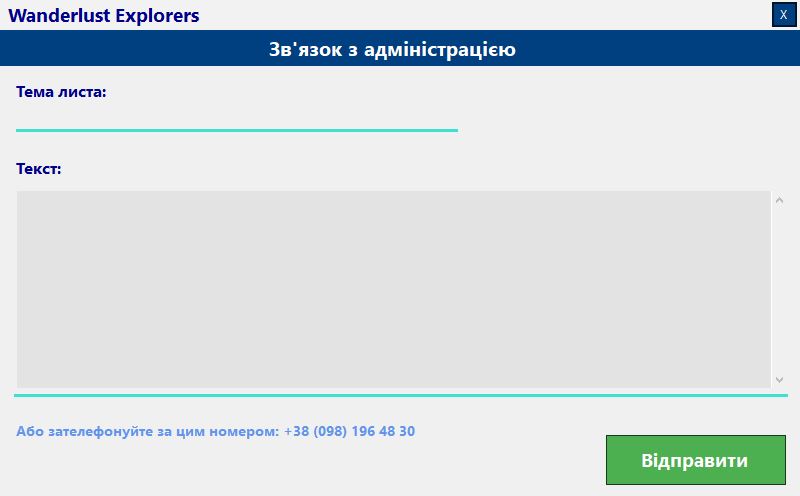 Wanderlust Explorers
X
Зв'язок з адміністрацією
Тема листа:
Текст:
Або зателефонуйте за цим номером: +38 (098) 196 48 30
Відправити